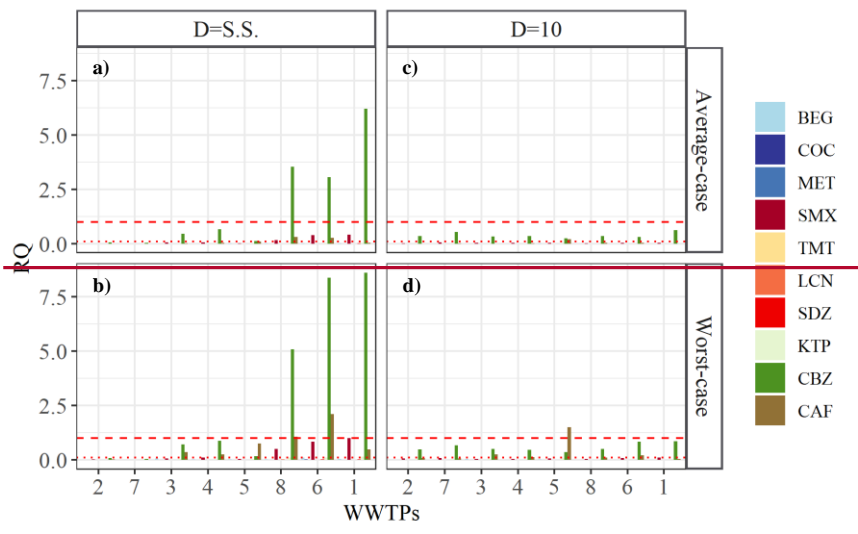 D=S.S.
D=10
a)
c)
7.5
5.0
2.5
0.0
Average-case
RQ
b)
d)
7.5
5.0
2.5
0.0
Worst-case
2 7 3 4 5 8 6 1
2 7 3 4 5 8 6 1
WWTPs
BEG
COC
MET
SMX
TMT
LCN
SDZ
KTP
CBZ
CAF